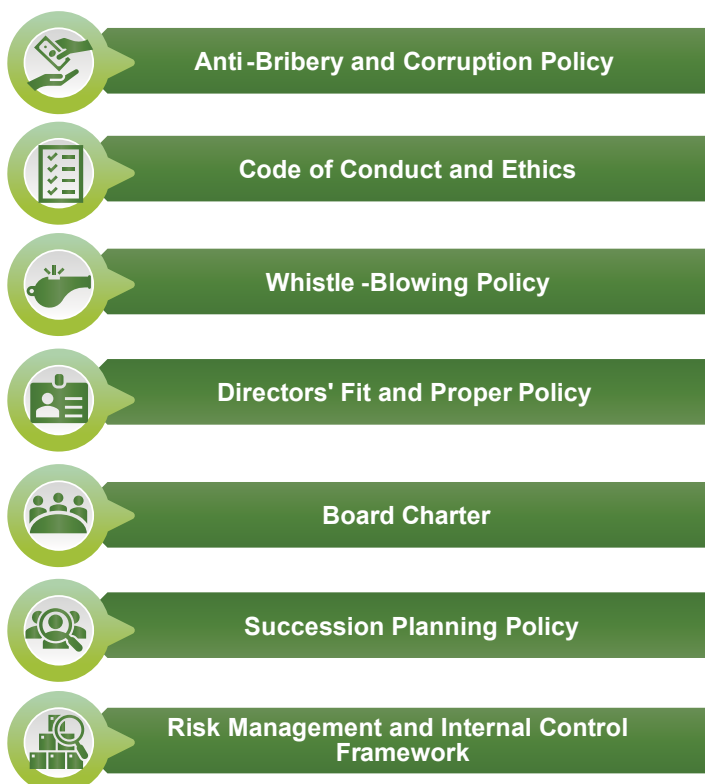 Anti-Bribery and Corruption Policy
Code of Conduct and Ethics
Whistle -Blowing Policy
Directors' Fit and Proper Policy
Board Charter
Succession Planning Policy
Risk Management and Internal Control
Framework